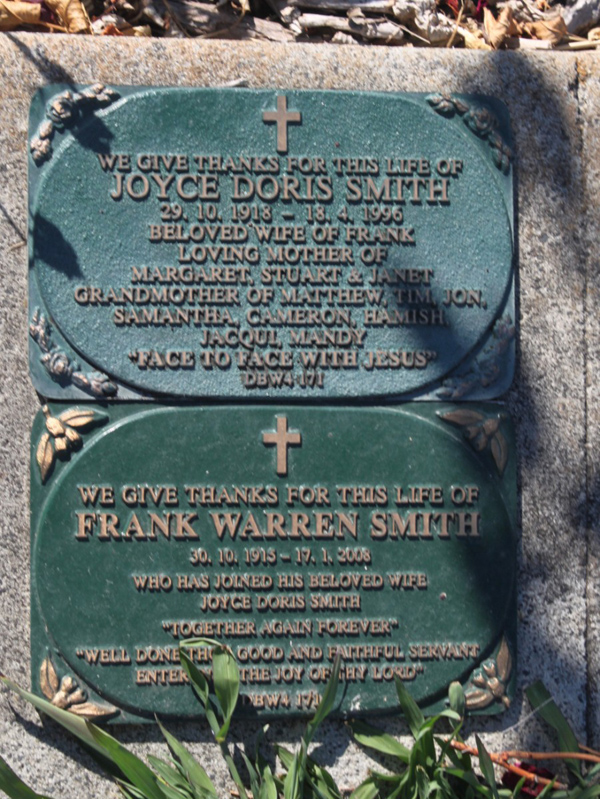 WE GIVE THANKS FOR THIS LIFE OF
JOYCE DORIS SMITH
29. 10. 1918 – 18. 4. 1996
BELOVED WIFE OF FRANK
LOVING MOTHER OF
MARGARET, STUART & JANET
GRANDMOTHER OF MATTHEW, TIM, JON,
SAMANTHA, CAMERON, HAMISH,
JACQUI, MANDY
"FACE TO FACE WITH JESUS"
DBW4 171
WE GIVE THANKS FOR THIS LIFE OF
FRANK WARREN SMITH
30. 10. 1915 – 17. 1. 2008
WHO HAS JOINED HIS BELOVED WIFE
JOYCE DORIS SMITH
"TOGETHER AGAIN FOREVER"
"WELL DONE THOU GOOD AND FAITHFUL SERVANT
ENTER THE JOY OF THY LORD"
DBW4 171